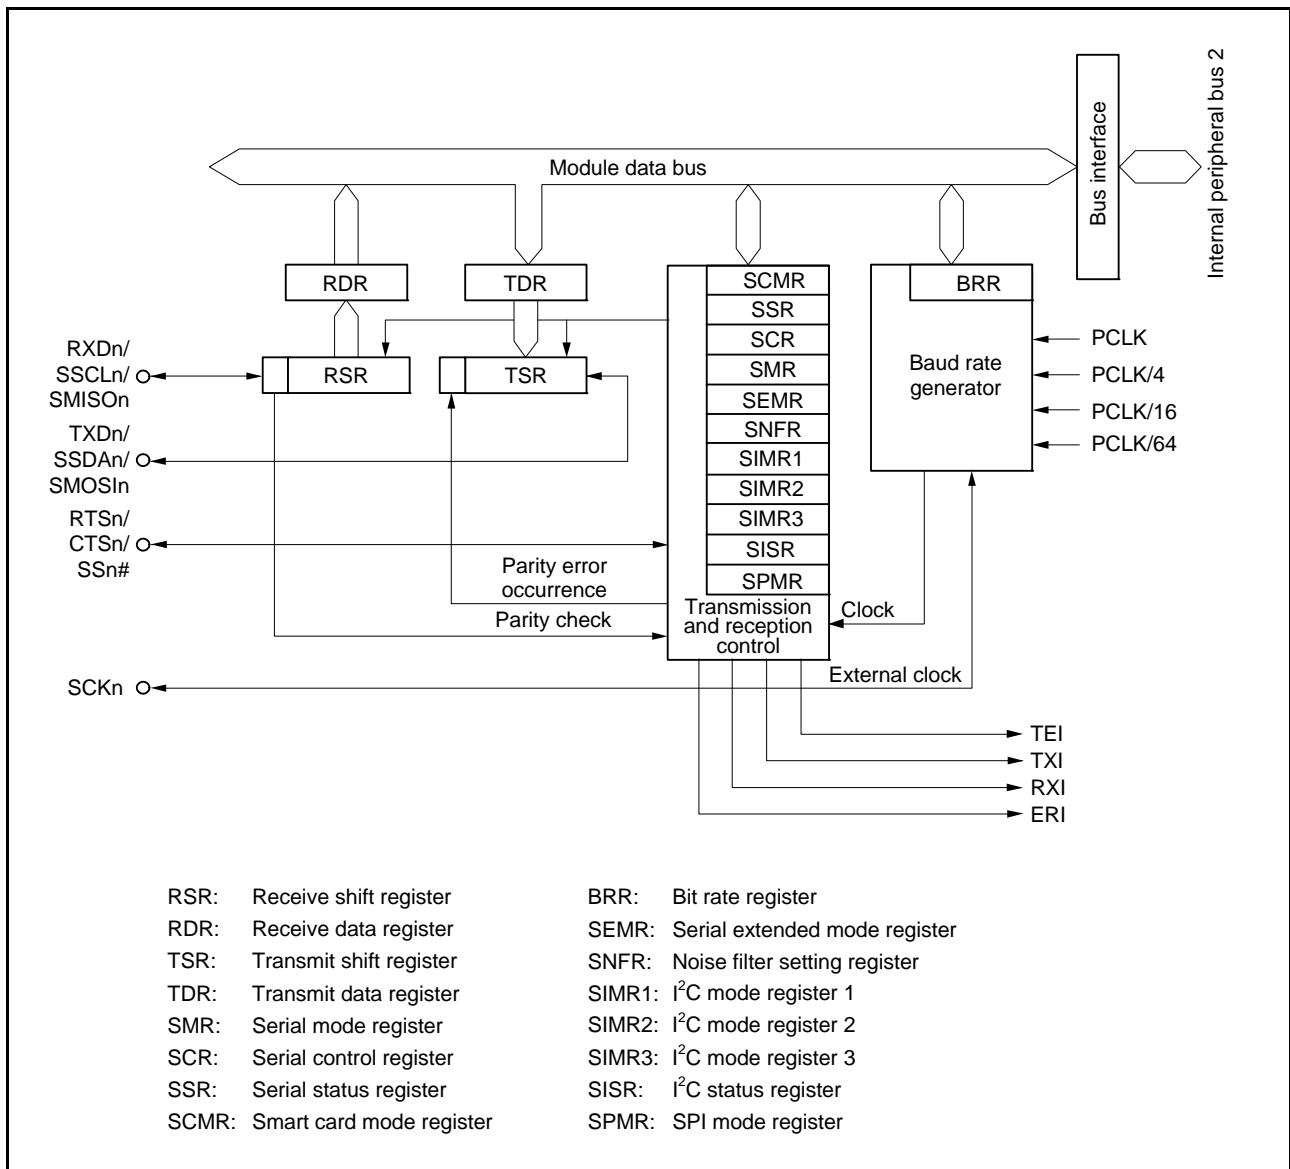 Internal peripheral bus 2
Bus interface
Module data bus
RDR
TDR
SCMR
BRR
SSR
SCR
SMR
SEMR
SNFR
SIMR1
SIMR2
SIMR3
SISR
SPMR
Transmission
and reception
control
Baud rate
generator
PCLK
PCLK/4
PCLK/16
PCLK/64
RSR
TSR
RXDn/
SSCLn/
SMISOn
TXDn/
SSDAn/
SMOSIn
RTSn/
CTSn/
SSn#
Parity error
occurrence
Parity check
Clock
SCKn
External clock
TEI
TXI
RXI
ERI
RSR: Receive shift register
RDR: Receive data register
TSR: Transmit shift register
TDR: Transmit data register
SMR: Serial mode register
SCR: Serial control register
SSR: Serial status register
SCMR: Smart card mode register
BRR: Bit rate register
SEMR: Serial extended mode register
SNFR: Noise filter setting register
SIMR1: I²C mode register 1
SIMR2: I²C mode register 2
SIMR3: I²C mode register 3
SISR: I²C status register
SPMR: SPI mode register